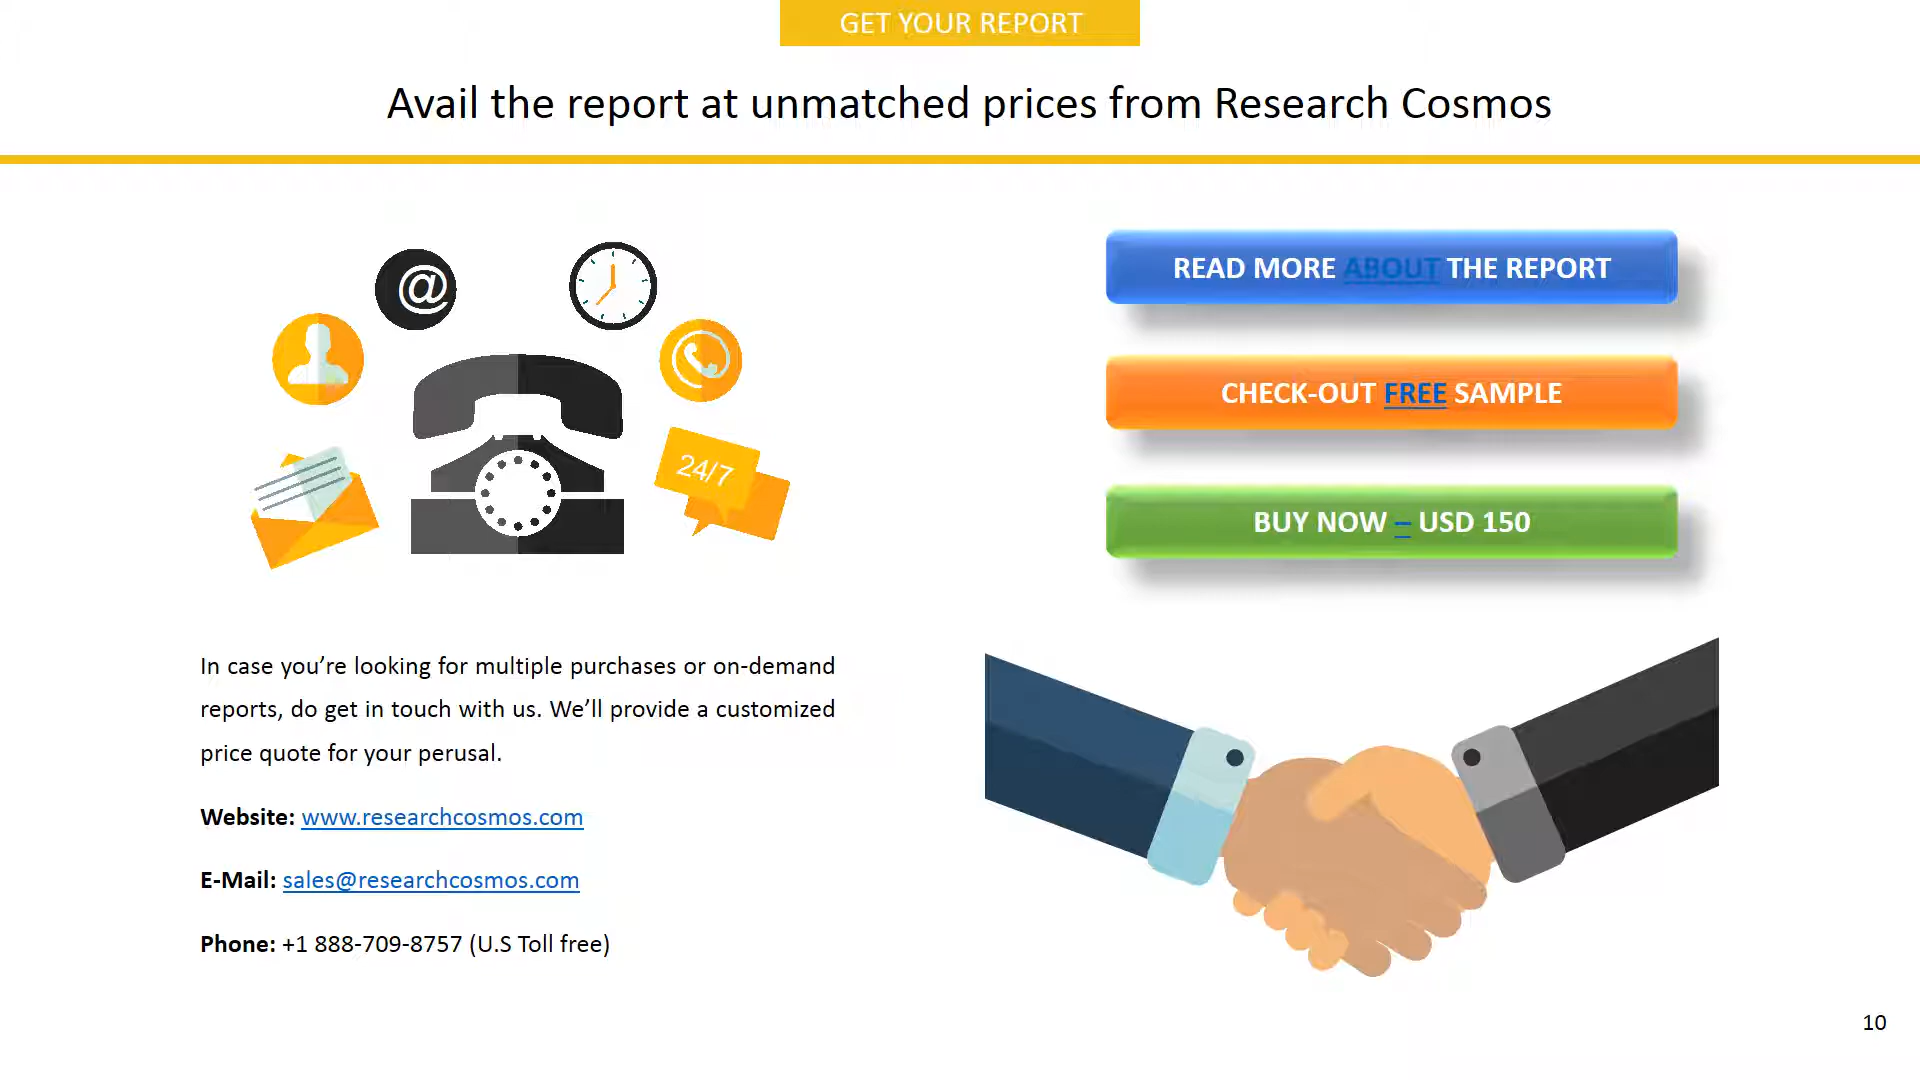 GET YOUR REPORT
Avail the report at unmatched prices from Research Cosmos
@
24/7
READ MORE ABOUT THE REPORT
CHECK-OUT FREE SAMPLE
BUY NOW – USD 150
In case you’re looking for multiple purchases or on-demand
reports, do get in touch with us. We’ll provide a customized
price quote for your perusal.
Website: www.researchcosmos.com
E-Mail: sales@researchcosmos.com
Phone: +1 888-709-8757 (U.S Toll free)
10